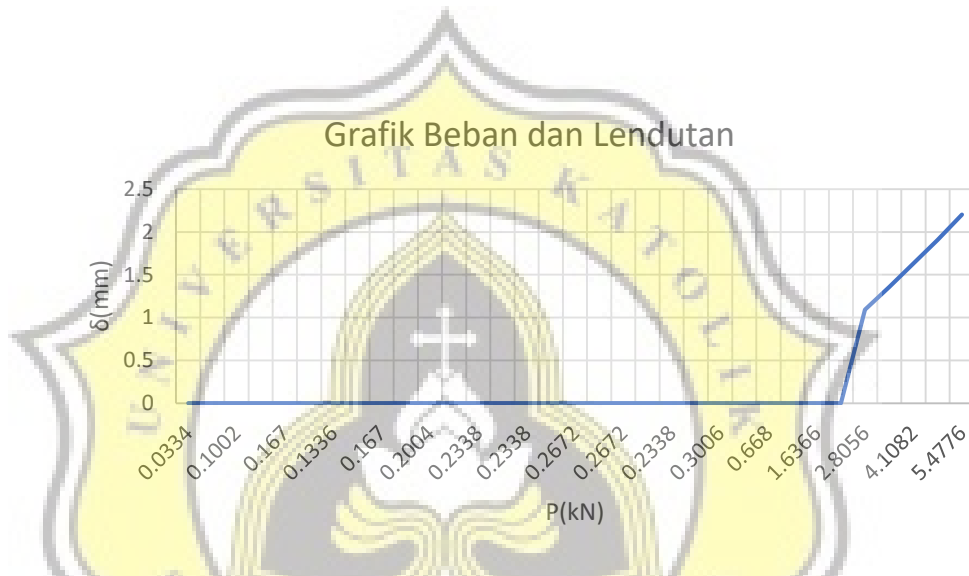 Grafik Beban dan Lendutan
UNIVERSITAS KATOLIK
2.5
2
1.5
1
0.5
0
δ(mm)
0.0334 0.1002 0.167 0.1336 0.167 0.2004 0.2338 0.2338 0.2672 0.2672 0.2338 0.3006 0.668 1.6366 2.8056 4.1082 5.4776
P(kN)